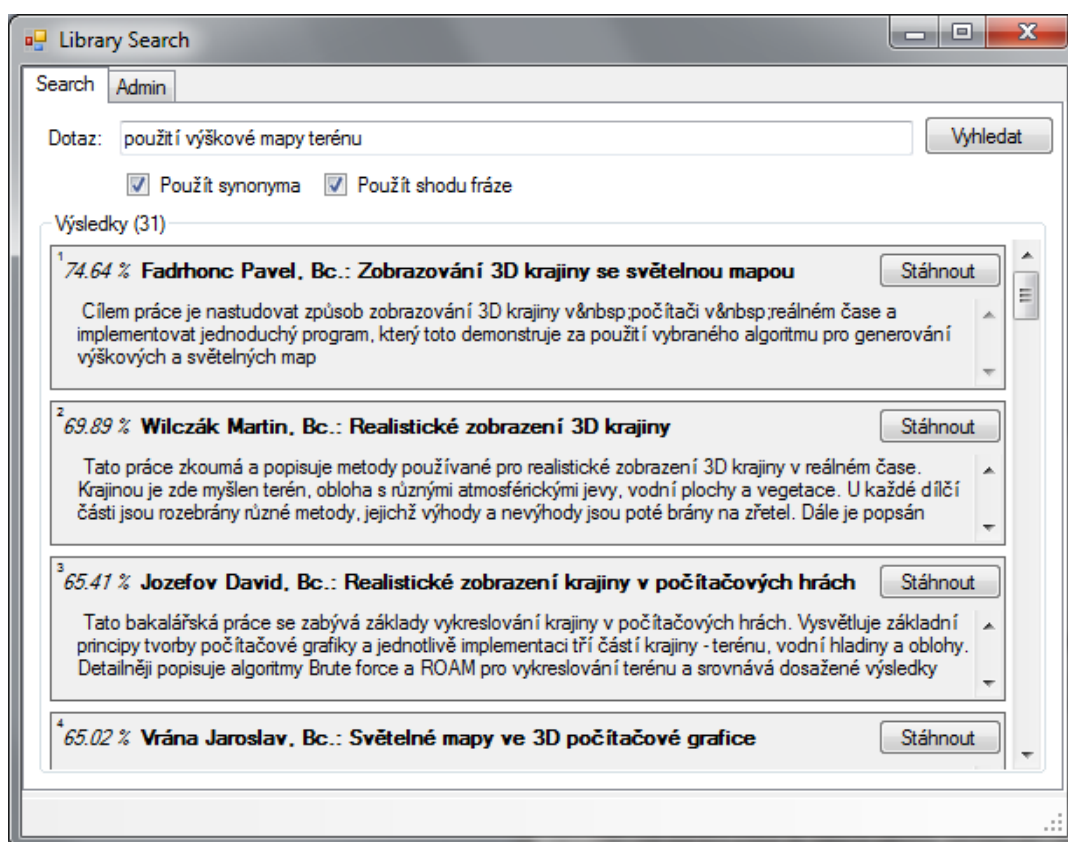 Library Search
Search Admin
Dotaz: použití výškové mapy terénu Vyhledat
Použít synonyma Použít shodu fráze
Výsledky (31)
1 74.64 % Fadrhonc Pavel, Bc.: Zobrazování 3D krajiny se světelnou mapou Stáhnout
Cílem práce je nastudovat způsob zobrazování 3D krajiny v&nbsp;počítači v&nbsp;reálném čase a
implementovat jednoduchý program, který toto demonstruje za použití vybraného algoritmu pro generování
výškových a světelných map
2 69.89 % Wilczák Martin, Bc.: Realistické zobrazení 3D krajiny Stáhnout
Tato práce zkoumá a popisuje metody používané pro realistické zobrazení 3D krajiny v reálném čase.
Krajinou je zde myšlen terén, obloha s různými atmosférickými jevy, vodní plochy a vegetace. U každé dílčí
části jsou rozebrány různé metody, jejichž výhody a nevýhody jsou poté brány na zřetel. Dále je popsán
3 65.41 % Jozefov David, Bc.: Realistické zobrazení krajiny v počítačových hrách Stáhnout
Tato bakalářská práce se zabývá základy vykreslování krajiny v počítačových hrách. Vysvětluje základní
principy tvorby počítačové grafiky a jednotlivě implementaci tří částí krajiny - terénu, vodní hladiny a oblohy.
Detailněji popisuje algoritmy Brute force a ROAM pro vykreslování terénu a srovnává dosažené výsledky
4 65.02 % Vrána Jaroslav, Bc.: Světelné mapy ve 3D počítačové grafice Stáhnout